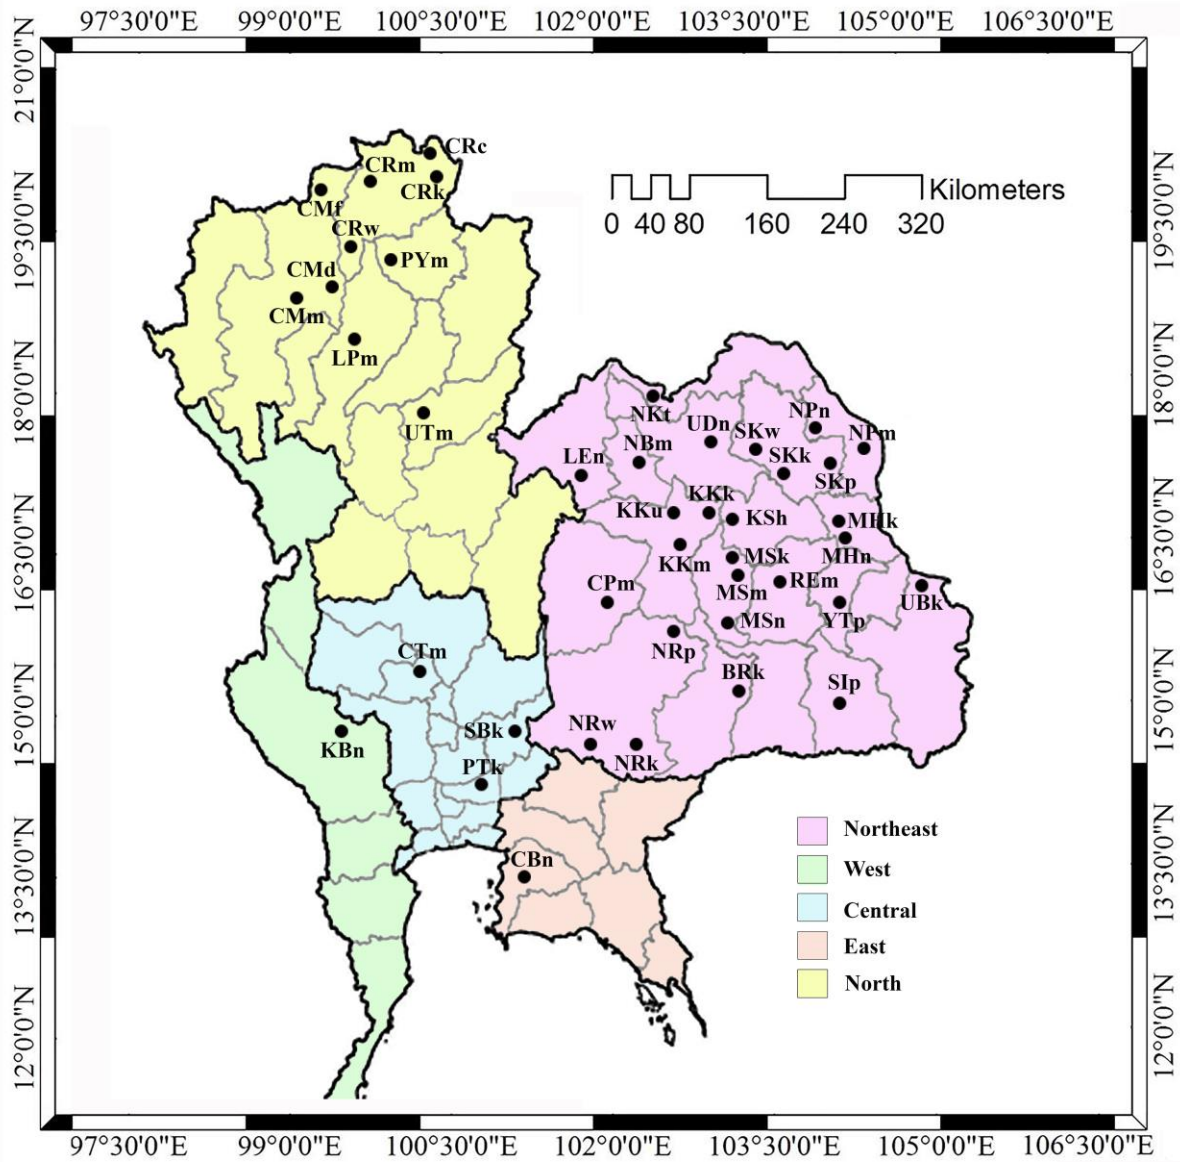 97°30'0"E 99°0'0"E 100°30'0"E 102°0'0"E 103°30'0"E 105°0'0"E 106°30'0"E
21°0'0"N
19°30'0"N
18°0'0"N
16°30'0"N
15°0'0"N
13°30'0"N
12°0'0"N
CRc
CRm
CRk
CMf
CRw
PYm
CMd
CMm
LPm
UTm
Kilometers
0 40 80 160 240 320
NKt
NPn
UDn
SKw
NPm
NBm
LEn
SKk
SKp
KKk
KKu
KSh
MHk
KKm
MSk
MHn
CPm
MSm
REm
UBk
MSn
YTp
NRp
CTm
BRk
SIp
SBk
NRw
KBn
PTk
NRk
CBn
Northeast
West
Central
East
North
19°30'0"N
18°0'0"N
16°30'0"N
15°0'0"N
13°30'0"N
12°0'0"N
97°30'0"E 99°0'0"E 100°30'0"E 102°0'0"E 103°30'0"E 105°0'0"E 106°30'0"E